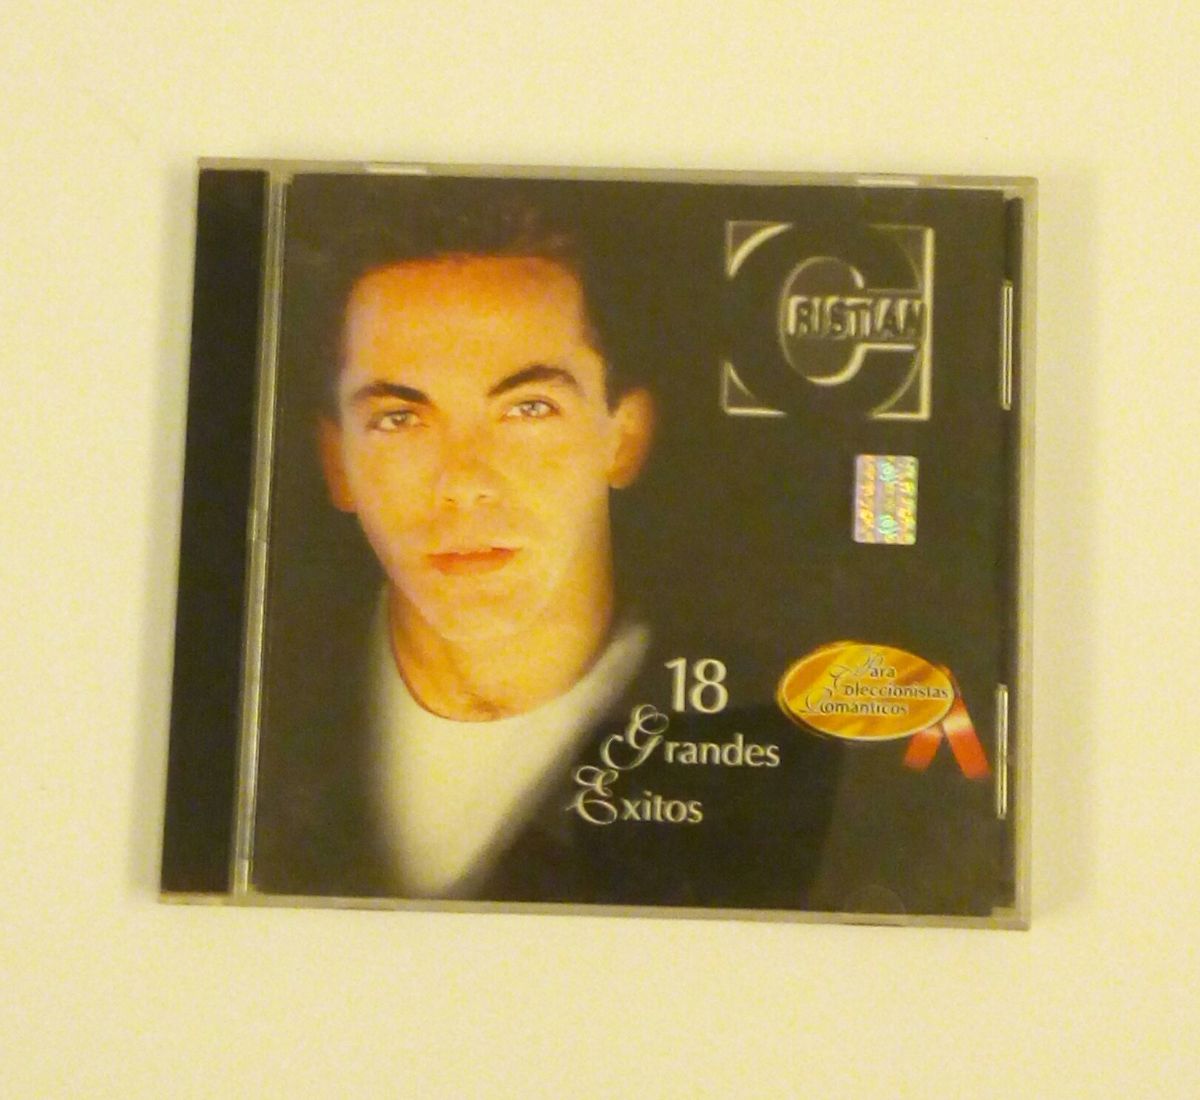 CRISTIAN
18
Grandes
Exitos
Para
Coleccionistas
Románticos